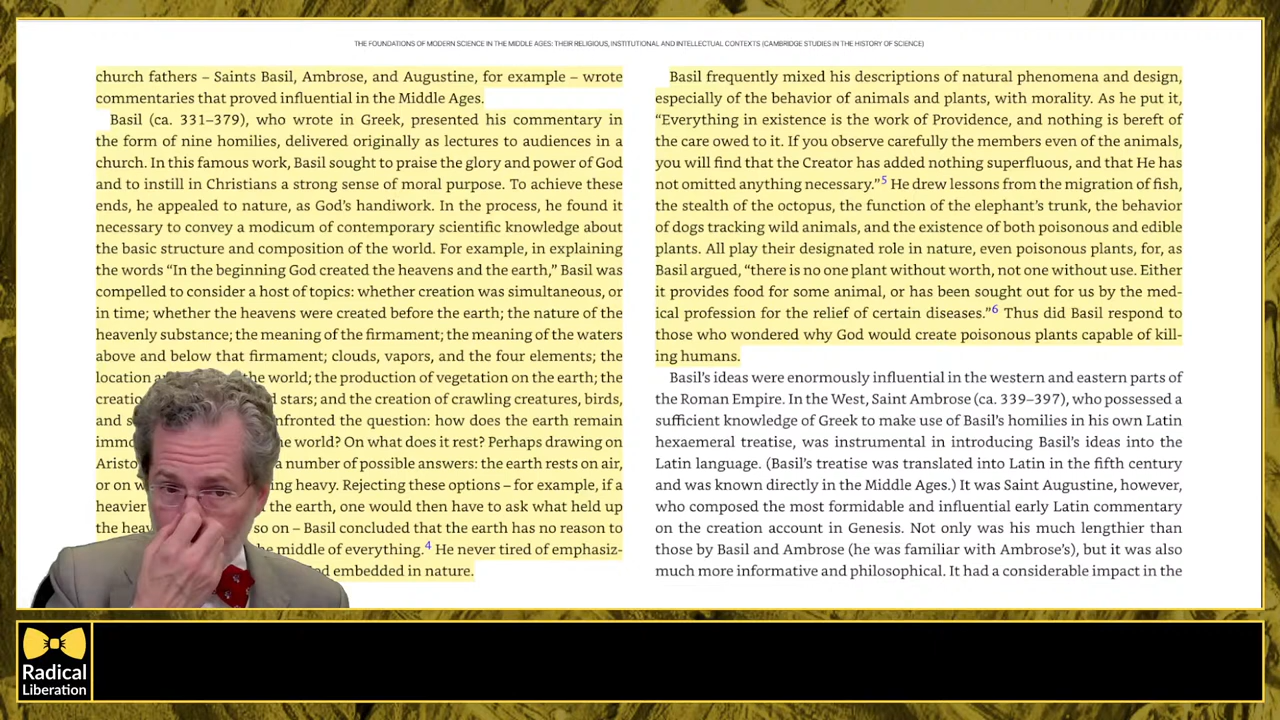 THE FOUNDATIONS OF MODERN SCIENCE IN THE MIDDLE AGES: THEIR RELIGIOUS, INSTITUTIONAL AND INTELLECTUAL CONTEXTS (CAMBRIDGE STUDIES IN THE HISTORY OF SCIENCE)
church fathers – Saints Basil, Ambrose, and Augustine, for example – wrote
commentaries that proved influential in the Middle Ages.
Basil (ca. 331–379), who wrote in Greek, presented his commentary in
the form of nine homilies, delivered originally as lectures to audiences in a
church. In this famous work, Basil sought to praise the glory and power of God
and to instill in Christians a strong sense of moral purpose. To achieve these
ends, he appealed to nature, as God’s handiwork. In the process, he found it
necessary to convey a modicum of contemporary scientific knowledge about
the basic structure and composition of the world. For example, in explaining
the words “In the beginning God created the heavens and the earth,” Basil was
compelled to consider a host of topics: whether creation was simultaneous, or
in time; whether the heavens were created before the earth; the nature of the
heavenly substance; the meaning of the firmament; the meaning of the waters
above and below that firmament; clouds, vapors, and the four elements; the
location the world; the production of vegetation on the earth; the
stars; and the creation of crawling creatures, birds,
and the question: how does the earth remain
world? On what does it rest? Perhaps drawing on
a number of possible answers: the earth rests on air,
or on heavy. Rejecting these options – for example, if a
heavier the earth, one would then have to ask what held up
the so on – Basil concluded that the earth has no reason to
middle of everything.4 He never tired of emphasiz-
embedded in nature.
Basil frequently mixed his descriptions of natural phenomena and design,
especially of the behavior of animals and plants, with morality. As he put it,
“Everything in existence is the work of Providence, and nothing is bereft of
the care owed to it. If you observe carefully the members even of the animals,
you will find that the Creator has added nothing superfluous, and that He has
not omitted anything necessary.”5 He drew lessons from the migration of fish,
the stealth of the octopus, the function of the elephant’s trunk, the behavior
of dogs tracking wild animals, and the existence of both poisonous and edible
plants. All play their designated role in nature, even poisonous plants, for, as
Basil argued, “there is no one plant without worth, not one without use. Either
it provides food for some animal, or has been sought out for us by the med-
ical profession for the relief of certain diseases.”6 Thus did Basil respond to
those who wondered why God would create poisonous plants capable of kill-
ing humans.
Basil’s ideas were enormously influential in the western and eastern parts of
the Roman Empire. In the West, Saint Ambrose (ca. 339–397), who possessed a
sufficient knowledge of Greek to make use of Basil’s homilies in his own Latin
hexaemeral treatise, was instrumental in introducing Basil’s ideas into the
Latin language. (Basil’s treatise was translated into Latin in the fifth century
and was known directly in the Middle Ages.) It was Saint Augustine, however,
who composed the most formidable and influential early Latin commentary
on the creation account in Genesis. Not only was his much lengthier than
those by Basil and Ambrose (he was familiar with Ambrose’s), but it was also
much more informative and philosophical. It had a considerable impact in the
Radical
Liberation